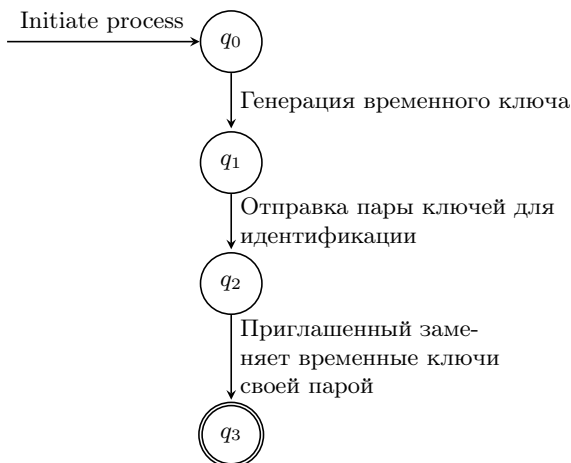 Initiate process
q0
Генерация временного ключа
q1
Отправка пары ключей для
идентификации
q2
Приглашенный заме-
няет временные ключи
своей парой
q3